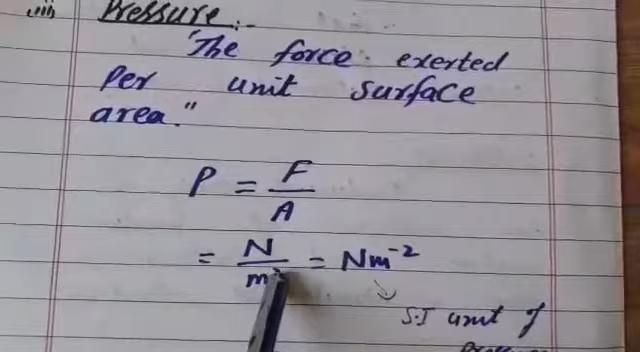 (iii) Pressure:-
"The force exerted
per unit surface
area."
P = F/A
= N/m² = Nm⁻²
S.I unit of